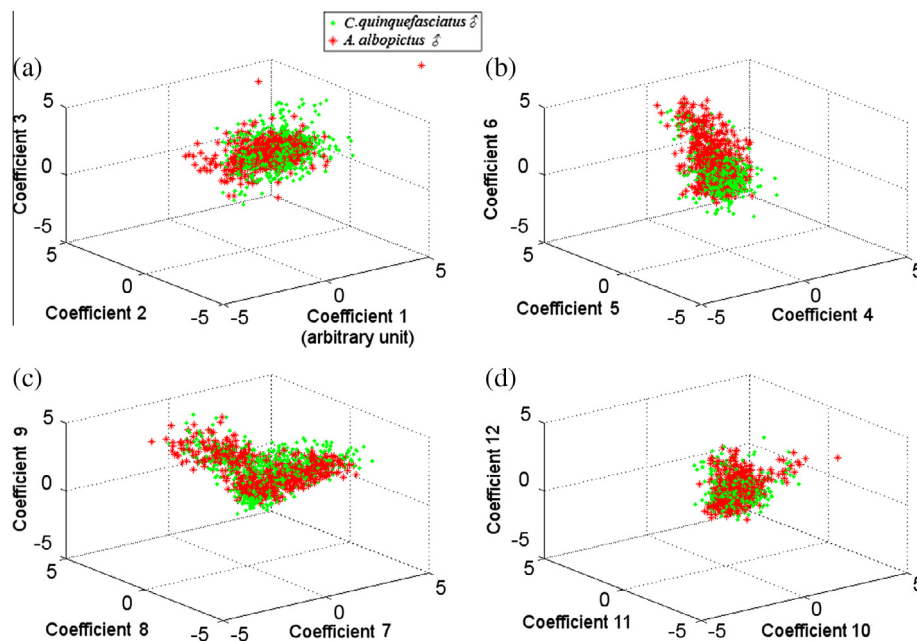 C.quinquefasciatus ♂
A. albopictus ♂
(a)
5
0
-5
Coefficient 3
5
0
-5
Coefficient 2
-5
0
5
Coefficient 1
(arbitrary unit)
(b)
5
0
-5
Coefficient 6
5
0
-5
Coefficient 5
-5
0
5
Coefficient 4
(c)
5
0
-5
Coefficient 9
5
0
-5
Coefficient 8
-5
0
5
Coefficient 7
(d)
5
0
-5
Coefficient 12
5
0
-5
Coefficient 11
-5
0
5
Coefficient 10